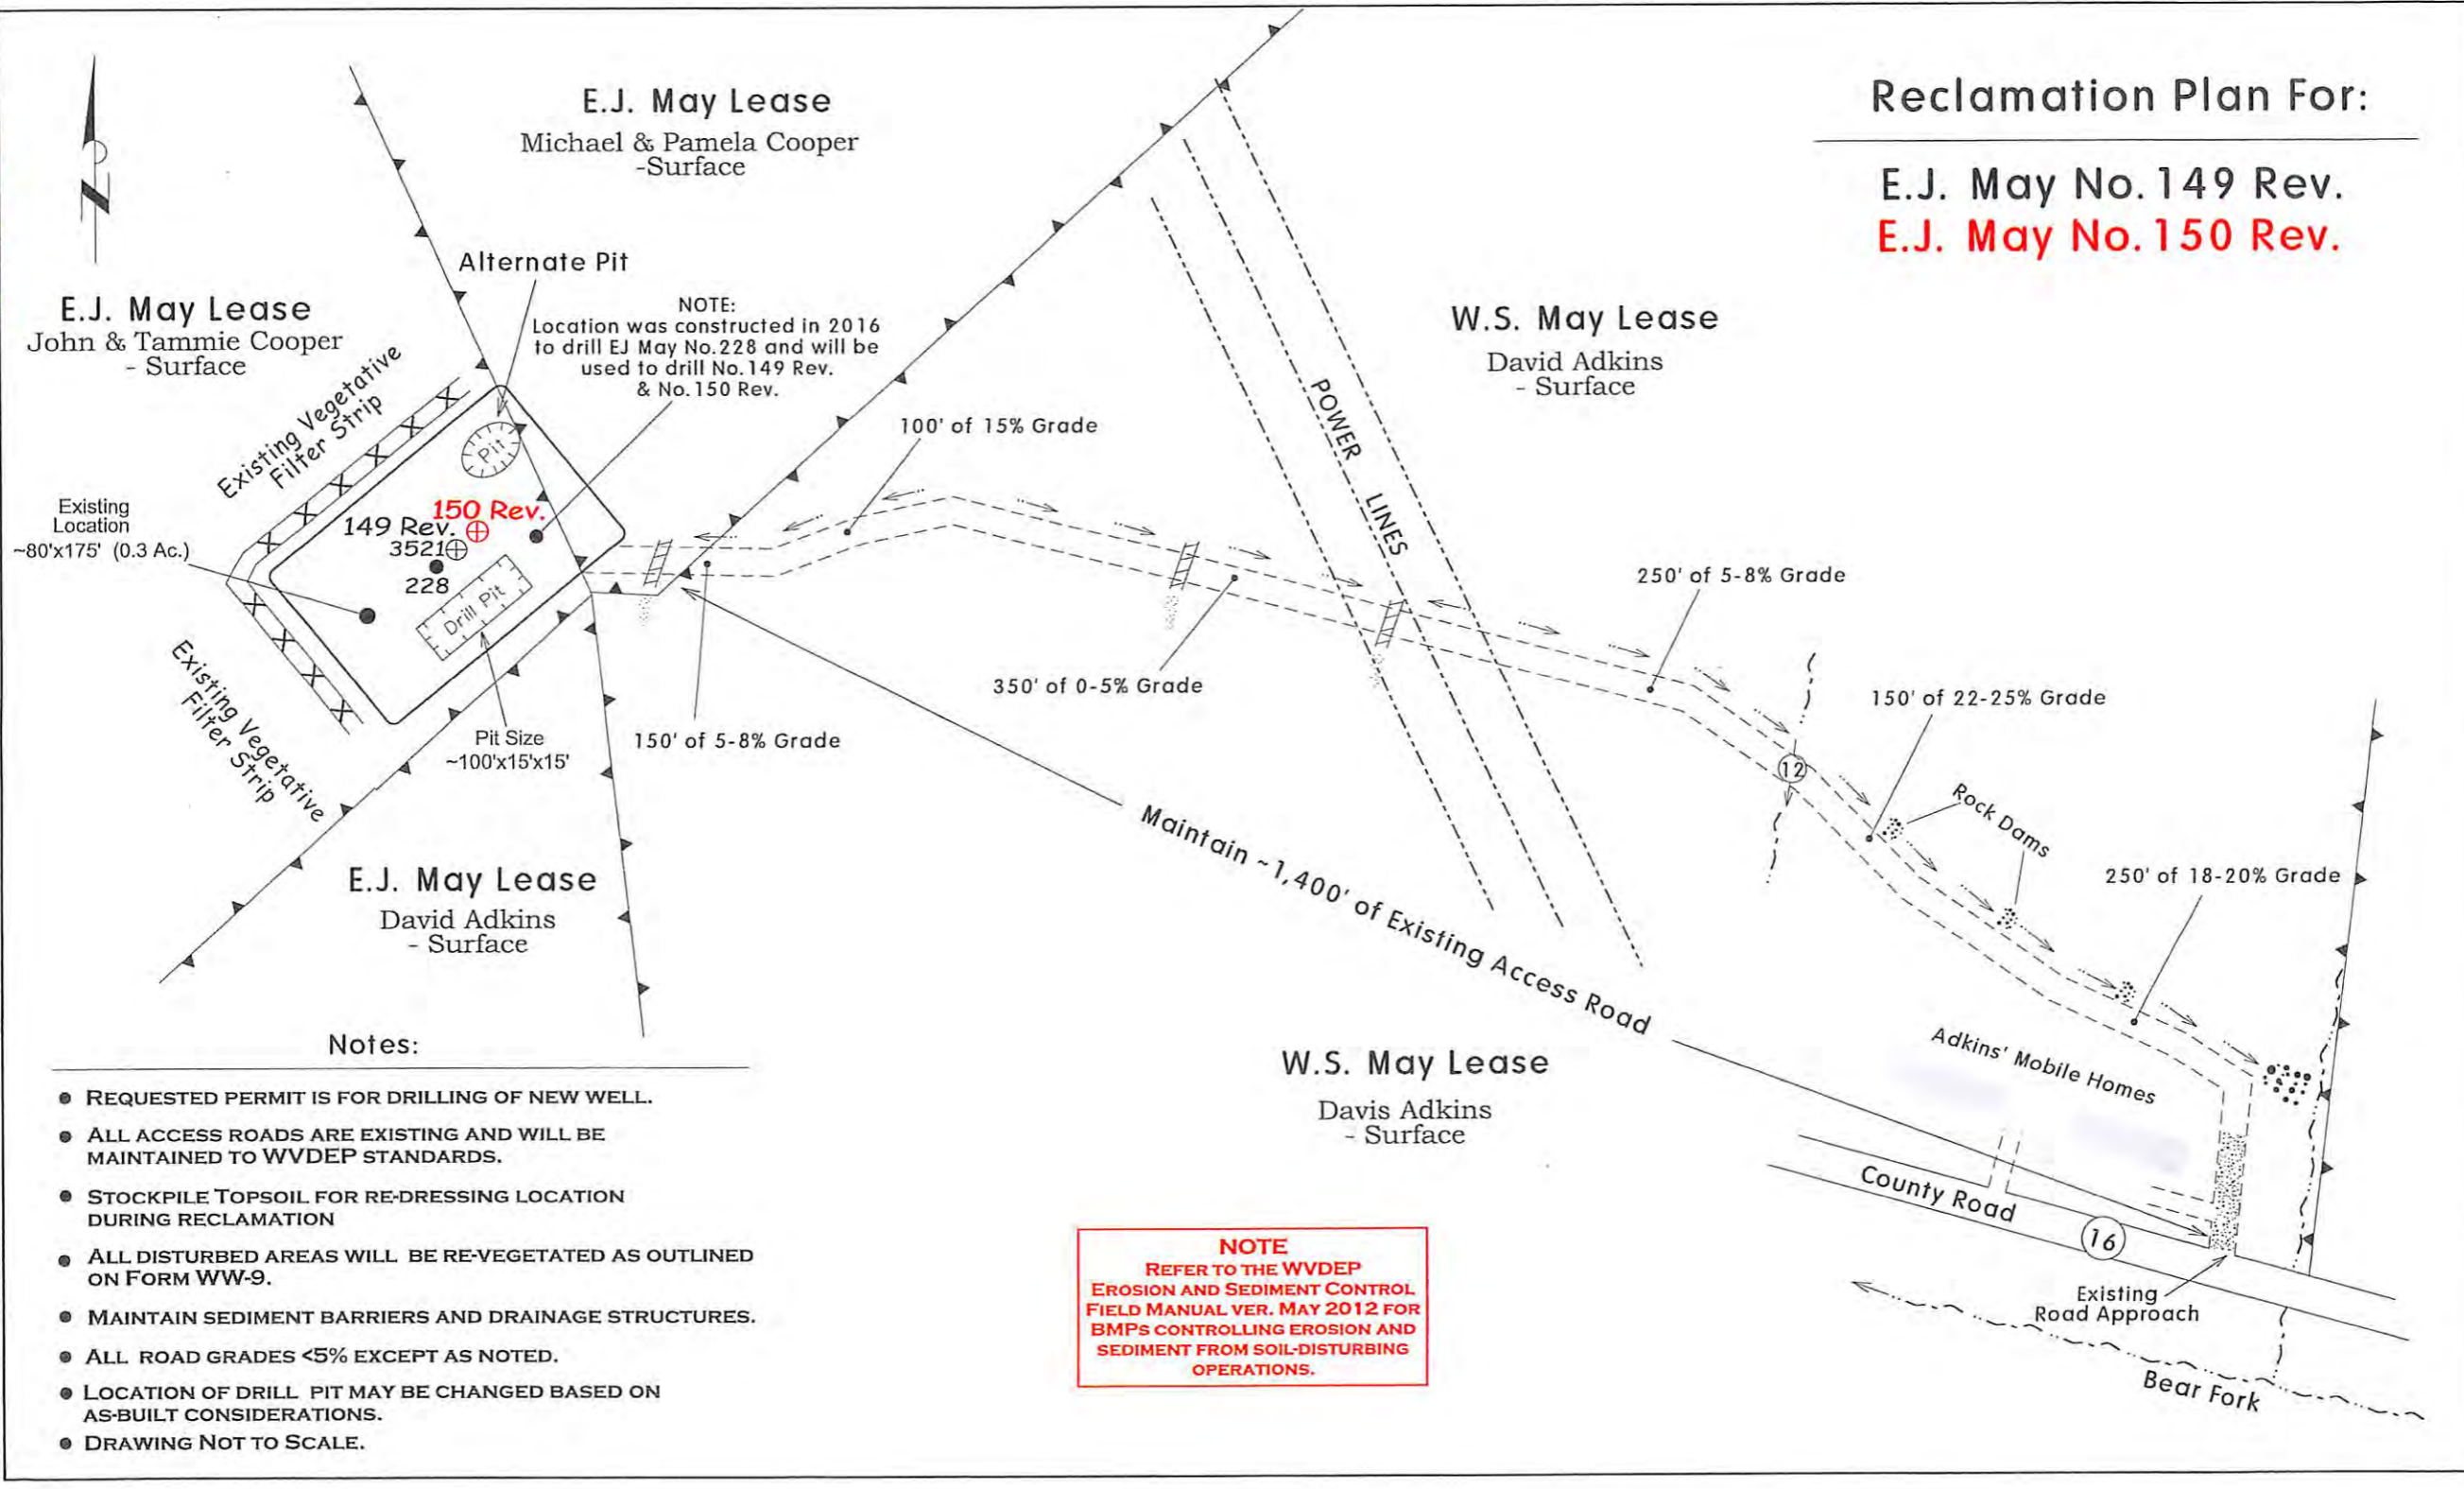 Reclamation Plan For:
E.J. May No. 149 Rev.
E.J. May No. 150 Rev.
N
E.J. May Lease
Michael & Pamela Cooper
-Surface
Alternate Pit
E.J. May Lease
John & Tammie Cooper
- Surface
NOTE:
Location was constructed in 2016
to drill EJ May No.228 and will be
used to drill No.149 Rev.
& No.150 Rev.
W.S. May Lease
David Adkins
- Surface
Existing Vegetative
Filter Strip
POWER LINES
100' of 15% Grade
Pit
Existing
Location
~80'x175' (0.3 Ac.)
150 Rev.
149 Rev.
3521
228
Drill Pit
250' of 5-8% Grade
350' of 0-5% Grade
150' of 22-25% Grade
Existing Vegetative
Filter Strip
Pit Size
~100'x15'x15'
150' of 5-8% Grade
12
Rock Dams
Maintain ~1,400' of Existing Access Road
250' of 18-20% Grade
E.J. May Lease
David Adkins
- Surface
Adkins' Mobile Homes
W.S. May Lease
Davis Adkins
- Surface
County Road
16
Existing
Road Approach
Bear Fork
Notes:
REQUESTED PERMIT IS FOR DRILLING OF NEW WELL.
ALL ACCESS ROADS ARE EXISTING AND WILL BE
MAINTAINED TO WVDEP STANDARDS.
STOCKPILE TOPSOIL FOR RE-DRESSING LOCATION
DURING RECLAMATION
ALL DISTURBED AREAS WILL BE RE-VEGETATED AS OUTLINED
ON FORM WW-9.
MAINTAIN SEDIMENT BARRIERS AND DRAINAGE STRUCTURES.
ALL ROAD GRADES <5% EXCEPT AS NOTED.
LOCATION OF DRILL PIT MAY BE CHANGED BASED ON
AS-BUILT CONSIDERATIONS.
DRAWING NOT TO SCALE.
NOTE
REFER TO THE WVDEP
EROSION AND SEDIMENT CONTROL
FIELD MANUAL VER. MAY 2012 FOR
BMPS CONTROLLING EROSION AND
SEDIMENT FROM SOIL-DISTURBING
OPERATIONS.